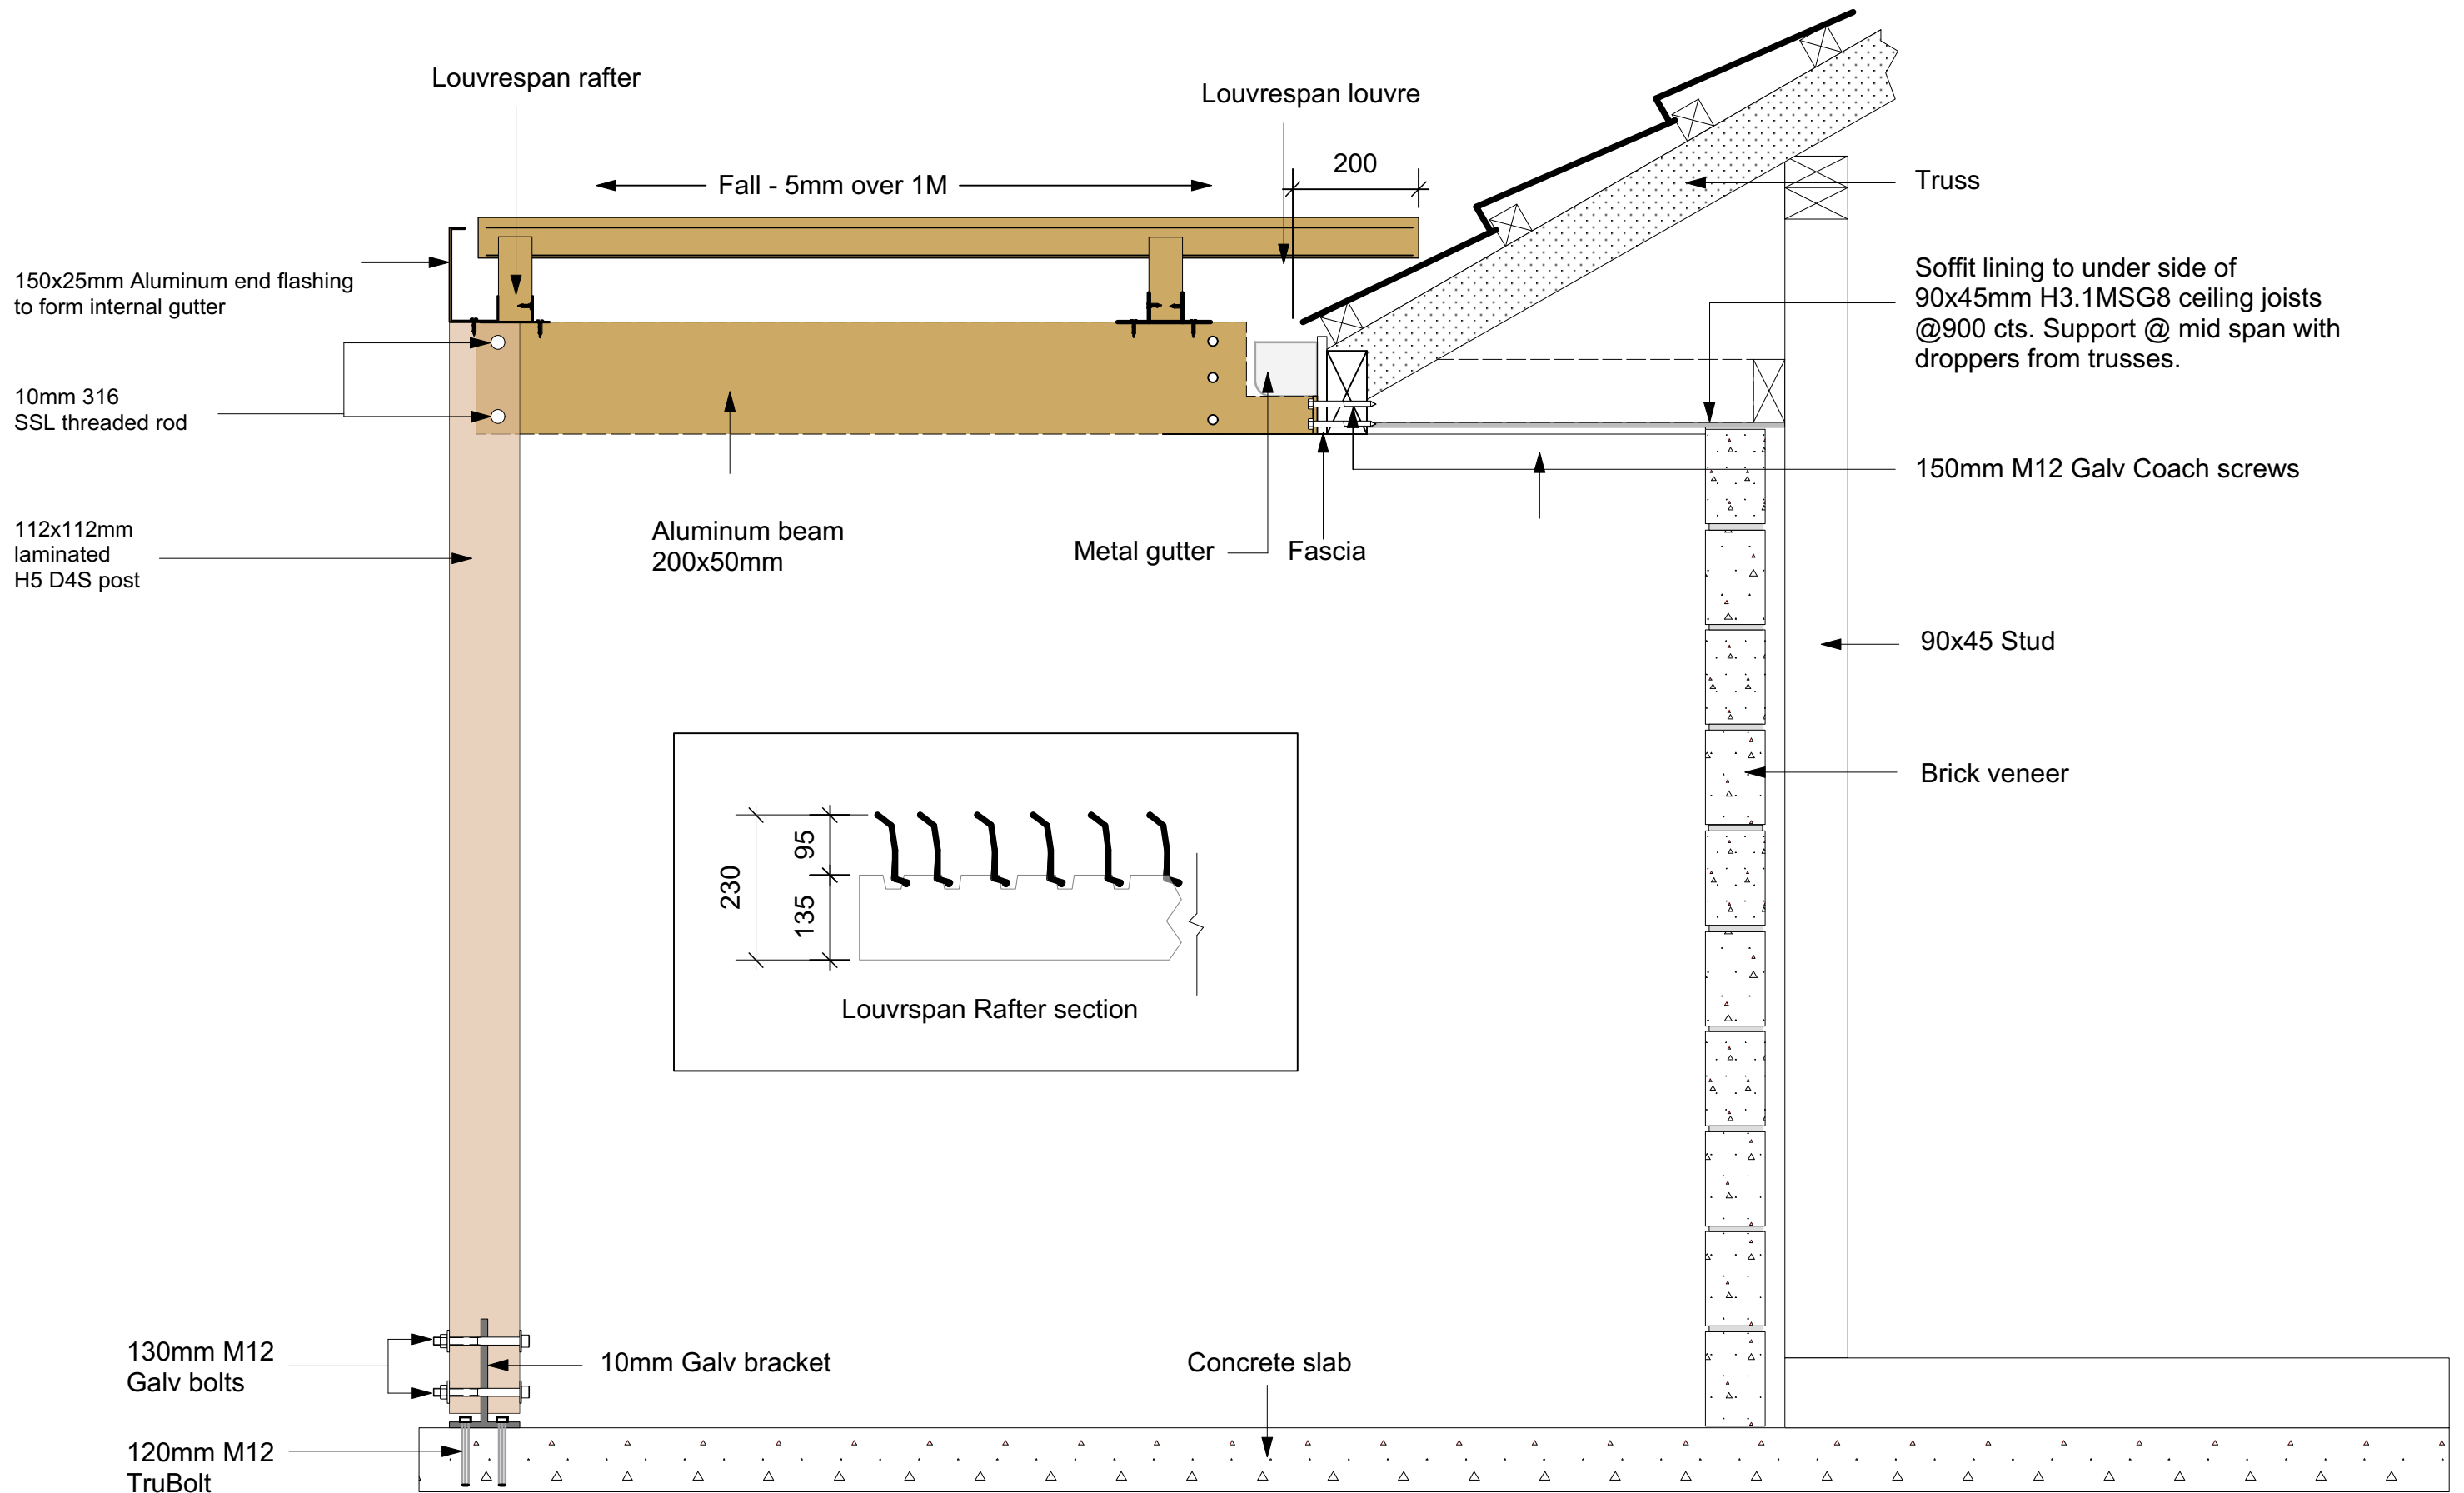 Louvrespan rafter
Louvrespan louvre
200
Fall - 5mm over 1M
Truss
150x25mm Aluminum end flashing
to form internal gutter
Soffit lining to under side of
90x45mm H3.1MSG8 ceiling joists
@900 cts. Support @ mid span with
droppers from trusses.
10mm 316
SSL threaded rod
150mm M12 Galv Coach screws
112x112mm
laminated
H5 D4S post
Aluminum beam
200x50mm
Metal gutter
Fascia
90x45 Stud
Brick veneer
230
95
135
Louvrspan Rafter section
130mm M12
Galv bolts
10mm Galv bracket
Concrete slab
120mm M12
TruBolt